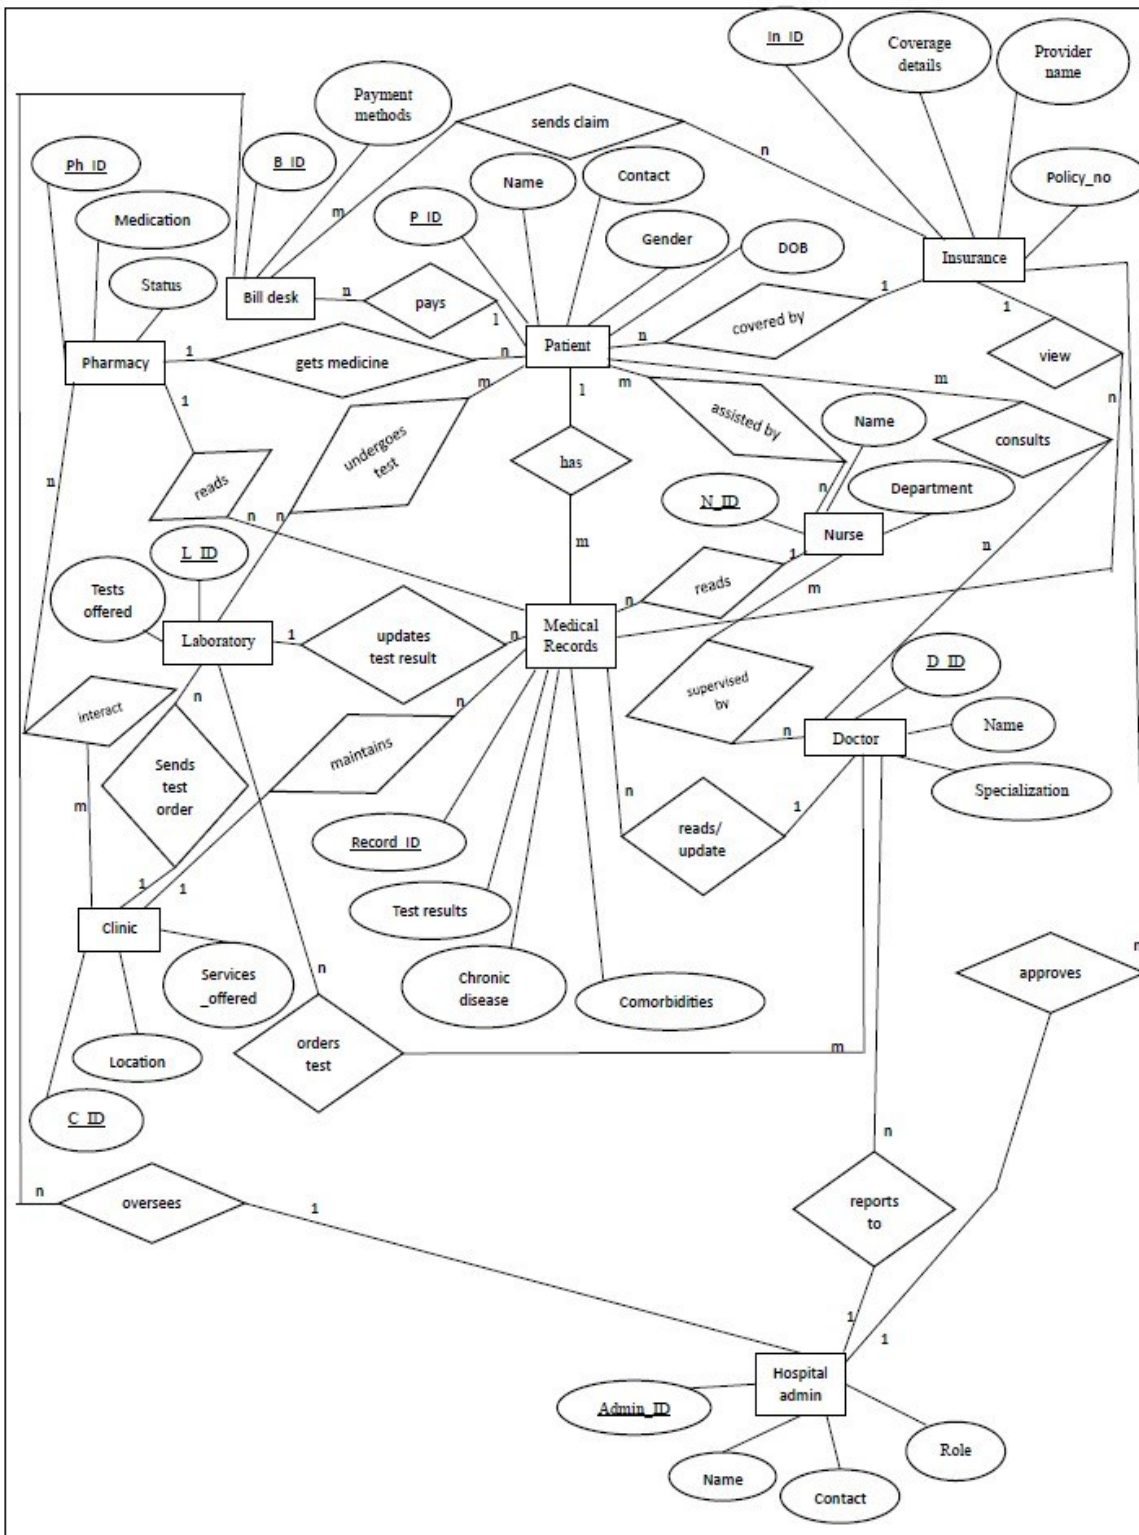 In_ID
Coverage
details
Provider
name
Payment
methods
sends claim
n
Ph_ID
B_ID
Name
Contact
Policy_no
Medication
P_ID
m
Gender
DOB
Status
Insurance
Bill desk
n
pays
l
covered by
1
1
Pharmacy
1
gets medicine
n
Patient
n
view
1
m
l
m
m
n
undergoes
test
assisted by
Name
consults
reads
has
n
n
n
N_ID
n
Department
L_ID
m
Nurse
n
Tests
offered
reads
1
n
m
Laboratory
1
updates
test result
n
Medical
Records
D_ID
interact
n
n
supervised
by
n
Doctor
Name
Sends
test
order
maintains
m
n
reads/
update
1
Specialization
Record_ID
1
1
Test results
Clinic
Services
_offered
n
Chronic
disease
Comorbidities
approves
n
Location
orders
test
m
C_ID
n
n
oversees
1
reports
to
1
1
Hospital
admin
Admin_ID
Role
Name
Contact